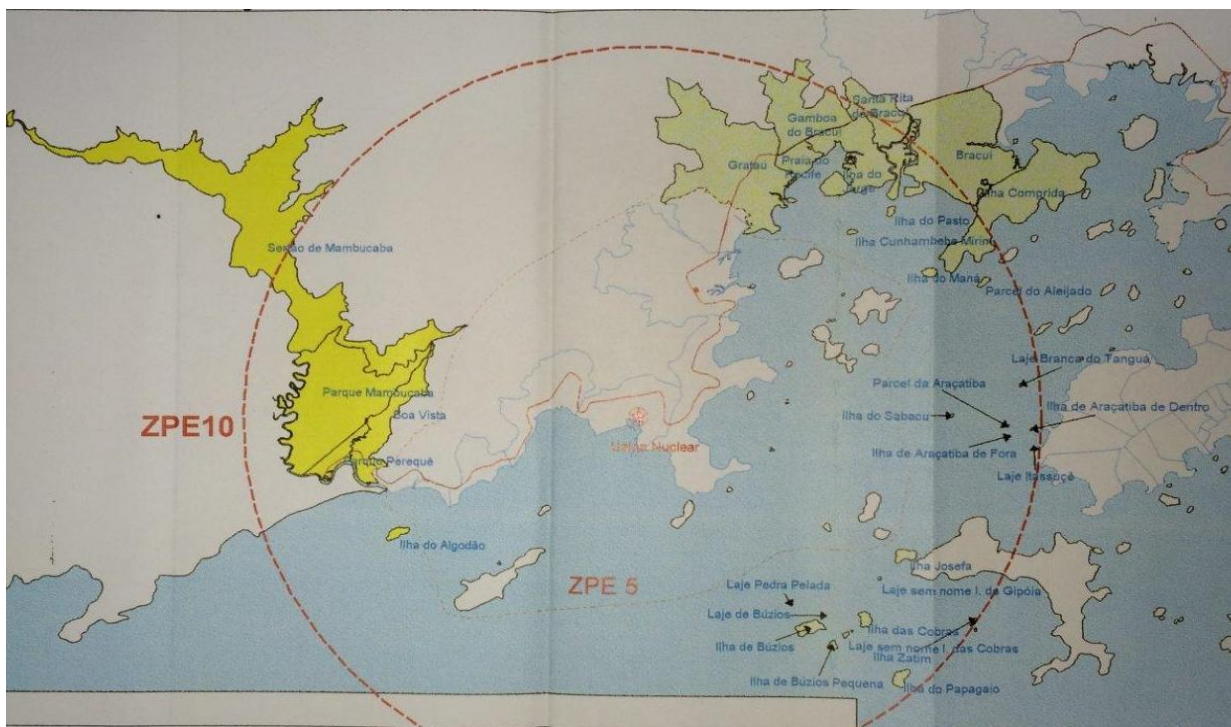 Santa Rita
do Bracuí
Gamboa
do Bracuí
Bracuí
Grataú
Praia do
Recife
Ilha do
Ilha Comprida
Ilha do Pasto
Ilha Cunhambebe Mirim
Sertão de Mambucaba
Ilha do Maná
Parcel do Aleijado
Laje Branca do Tanguá
Parcel da Araçatiba
Parque Mambucaba
Ilha de Araçatiba de Dentro
Boa Vista
Ilha do Sabacu
ZPE10
Usina Nuclear
Ilha de Araçatiba de Fora
Parque Perequê
Laje Itassucê
Ilha do Algodão
Ilha Josefa
ZPE 5
Laje Pedra Pelada
Laje sem nome I. de Gipóia
Laje de Búzios
Ilha das Cobras
Ilha de Búzios
Laje sem nome I. das Cobras
Ilha Zatim
Ilha de Búzios Pequena
Ilha do Papagaio